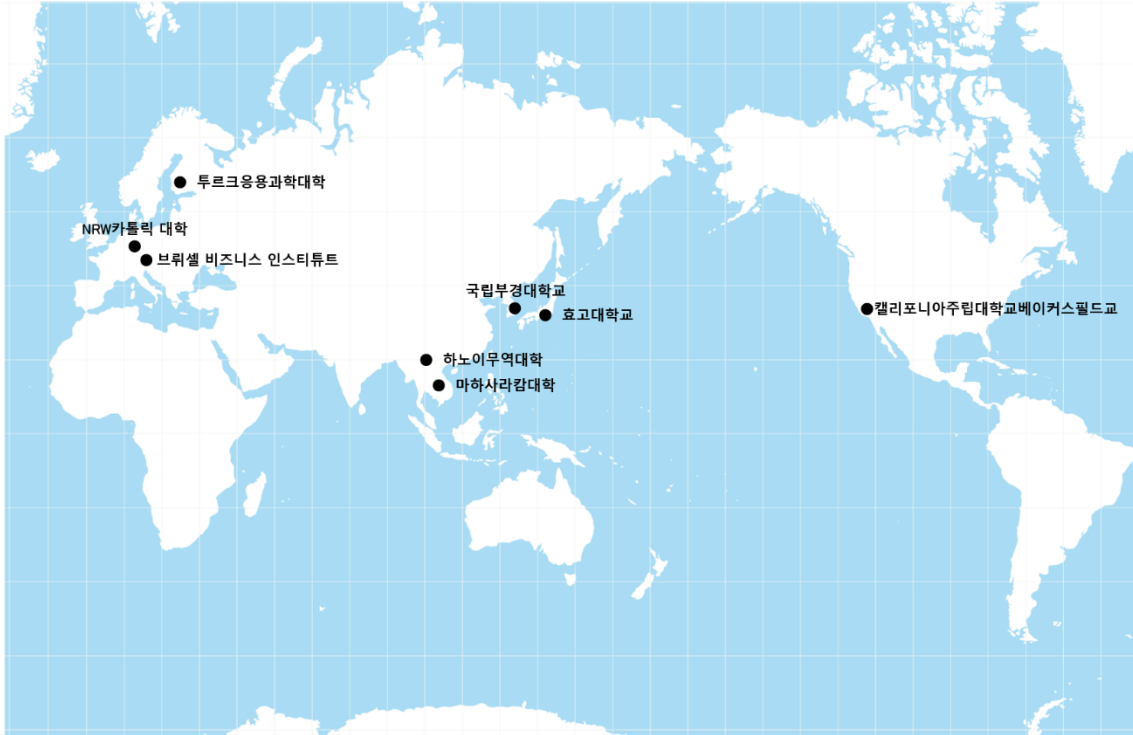 투르크응용과학대학
NRW카톨릭 대학
브뤼셀 비즈니스 인스티튜트
국립부경대학교
효고대학교
캘리포니아주립대학교베이커스필드교
하노이무역대학
마하사라캄대학